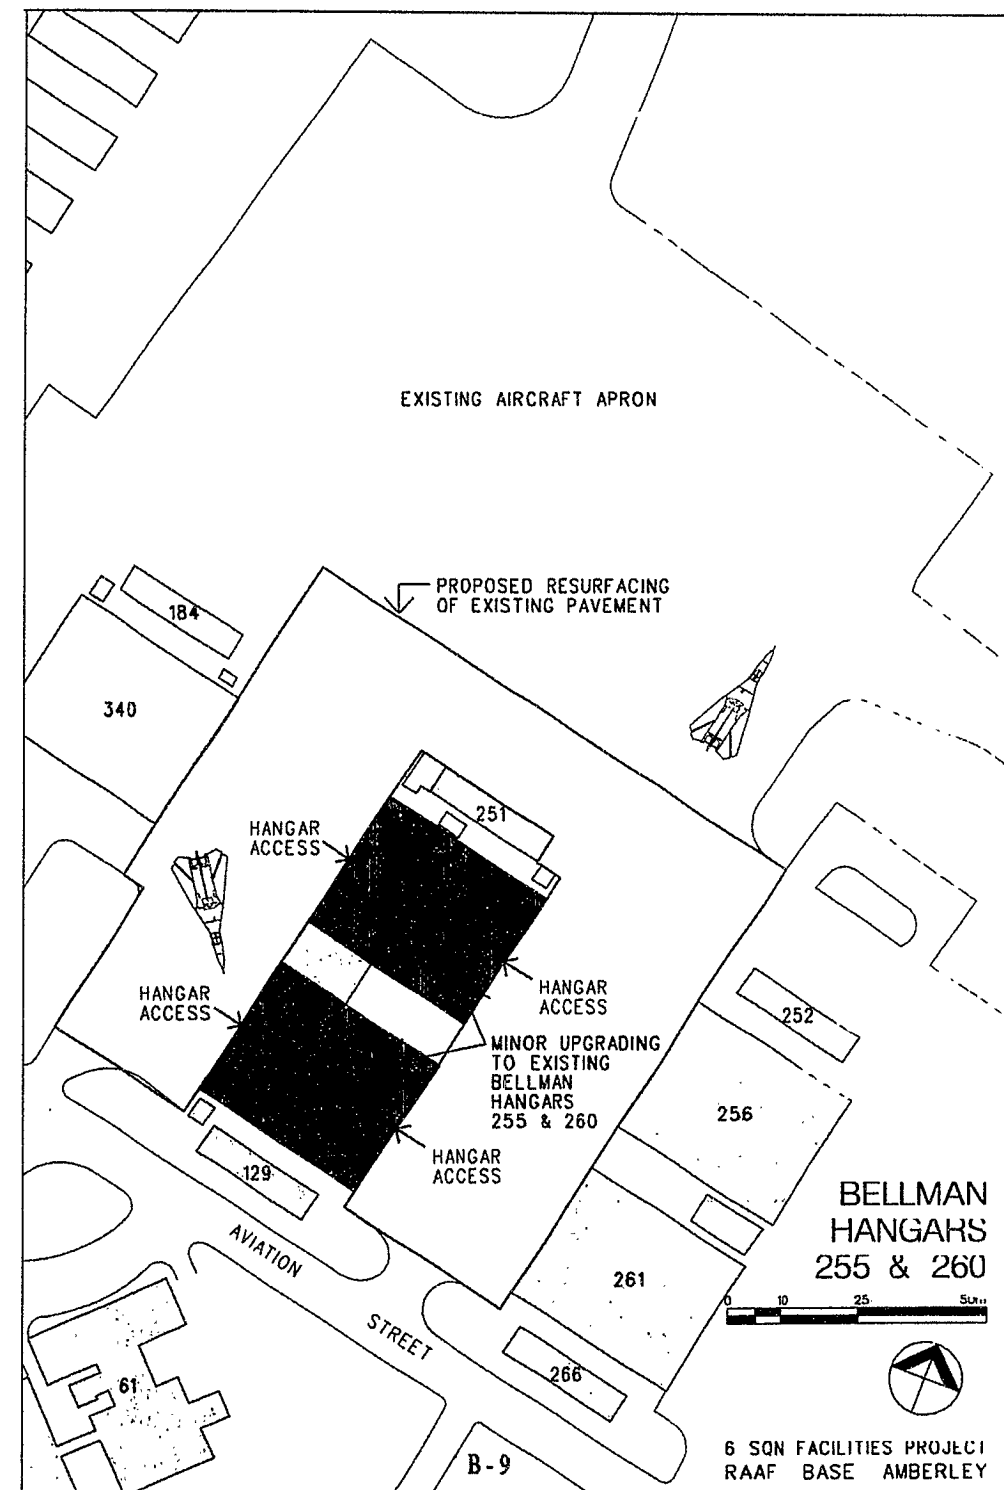 EXISTING AIRCRAFT APRON
PROPOSED RESURFACING
OF EXISTING PAVEMENT
184
340
251
HANGAR
ACCESS
HANGAR
ACCESS
HANGAR
ACCESS
252
MINOR UPGRADING
TO EXISTING
BELLMAN
HANGARS
255 & 260
256
HANGAR
ACCESS
129
BELLMAN
HANGARS
255 & 260
AVIATION STREET
261
0 10 25 50m
266
61
6 SQN FACILITIES PROJECT
RAAF BASE AMBERLEY
B-9